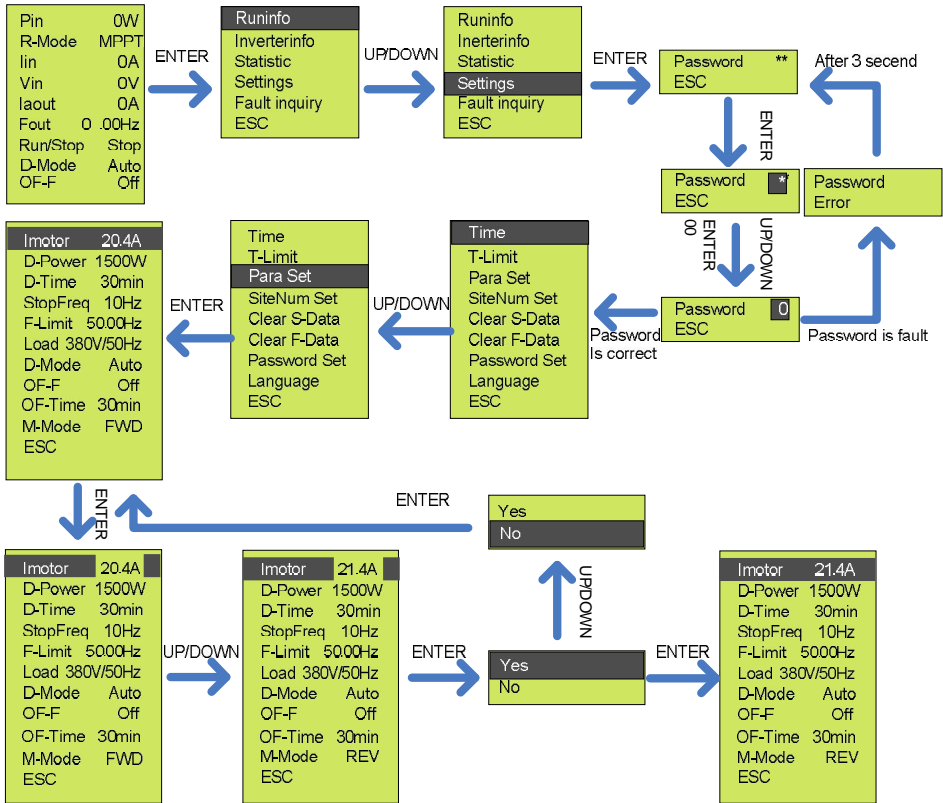 Pin 0W
R-Mode MPPT
Iin 0A
Vin 0V
Iaout 0A
Fout 0 .00Hz
Run/Stop Stop
D-Mode Auto
OF-F Off
ENTER
Runinfo
Inverterinfo
Statistic
Settings
Fault inquiry
ESC
UP/DOWN
Runinfo
Inerterinfo
Statistic
Settings
Fault inquiry
ESC
ENTER
Password **
ESC
After 3 secend
ENTER
Password *
ESC
Password
Error
UP/DOWN
ENTER
00
Password 0
ESC
Password is fault
Password
Is correct
Time
T-Limit
Para Set
SiteNum Set
Clear S-Data
Clear F-Data
Password Set
Language
ESC
UP/DOWN
Time
T-Limit
Para Set
SiteNum Set
Clear S-Data
Clear F-Data
Password Set
Language
ESC
ENTER
Imotor 20.4A
D-Power 1500W
D-Time 30min
StopFreq 10Hz
F-Limit 50.00Hz
Load 380V/50Hz
D-Mode Auto
OF-F Off
OF-Time 30min
M-Mode FWD
ESC
ENTER
Imotor 20.4A
D-Power 1500W
D-Time 30min
StopFreq 10Hz
F-Limit 5000Hz
Load 380V/50Hz
D-Mode Auto
OF-F Off
OF-Time 30min
M-Mode FWD
ESC
UP/DOWN
Imotor 21.4A
D-Power 1500W
D-Time 30min
StopFreq 10Hz
F-Limit 50.00Hz
Load 380V/50Hz
D-Mode Auto
OF-F Off
OF-Time 30min
M-Mode REV
ESC
ENTER
Yes
No
UP/DOWN
Yes
No
ENTER
ENTER
Imotor 21.4A
D-Power 1500W
D-Time 30min
StopFreq 10Hz
F-Limit 5000Hz
Load 380V/50Hz
D-Mode Auto
OF-F Off
OF-Time 30min
M-Mode REV
ESC